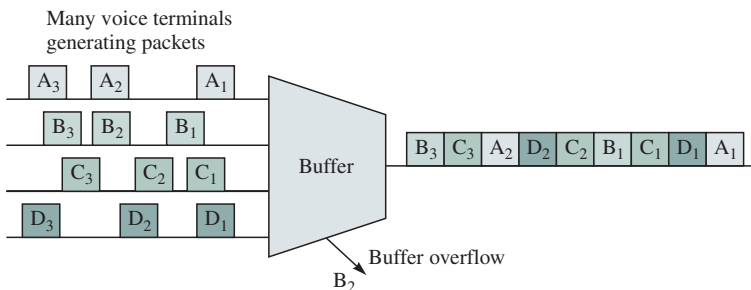 Many voice terminals
generating packets
A3 A2 A1
B3 B2 B1
C3 C2 C1
D3 D2 D1
Buffer
B3 C3 A2 D2 C2 B1 C1 D1 A1
Buffer overflow
B2